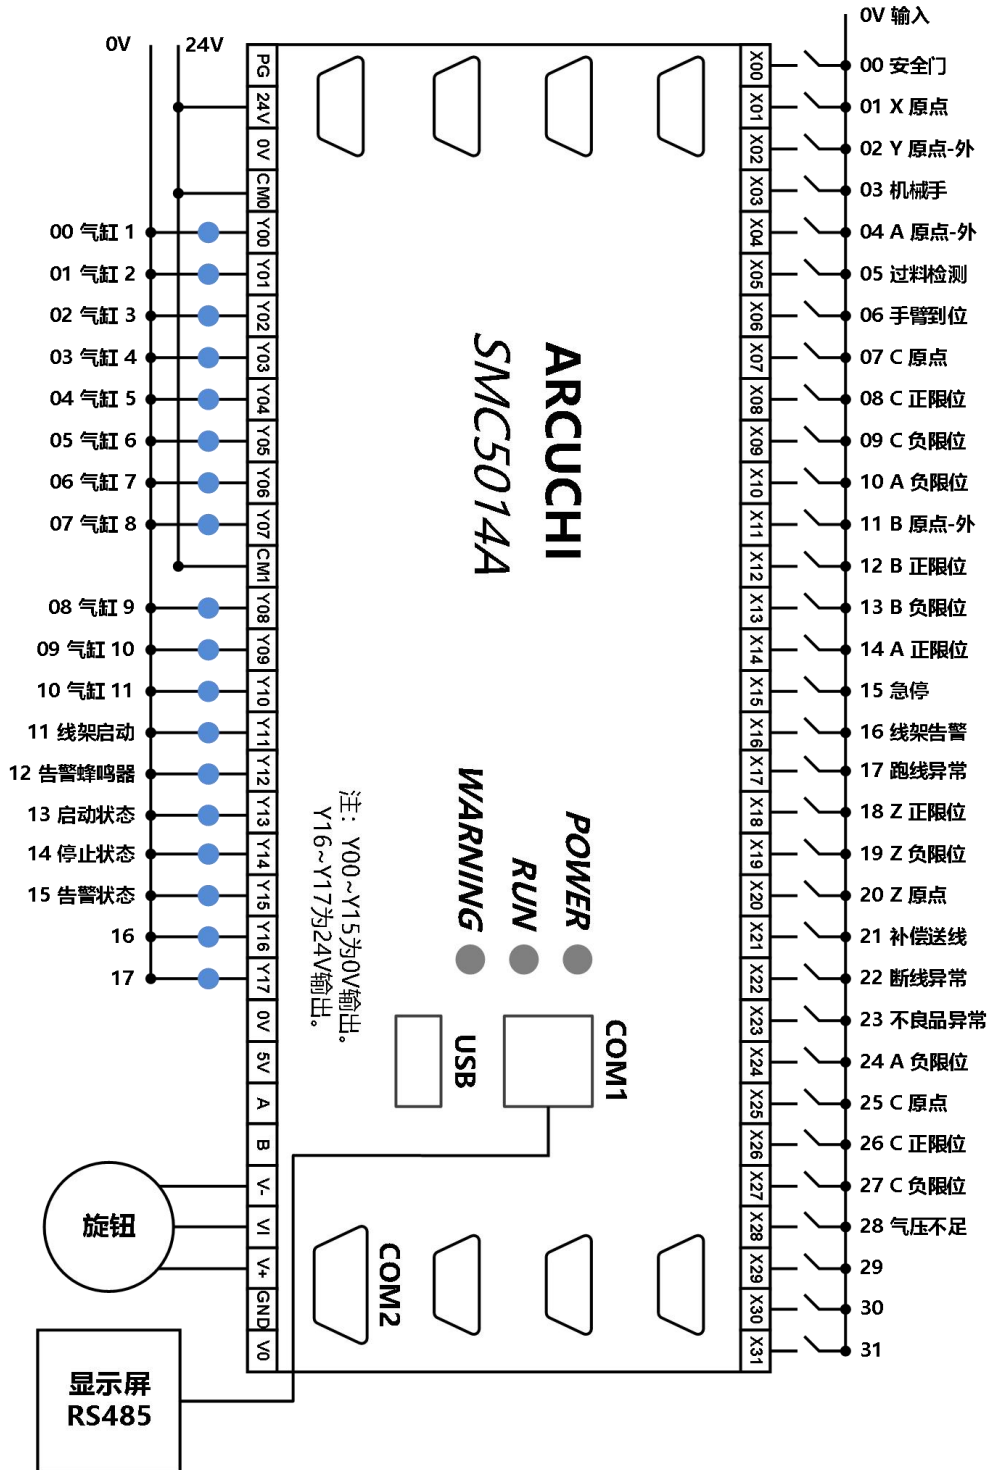 0V 输入
0V
24V
00 安全门
01 X 原点
02 Y 原点-外
03 机械手
04 A 原点-外
05 过料检测
06 手臂到位
07 C 原点
08 C 正限位
09 C 负限位
10 A 负限位
11 B 原点-外
12 B 正限位
13 B 负限位
14 A 正限位
15 急停
16 线架告警
17 跑线异常
18 Z 正限位
19 Z 负限位
20 Z 原点
21 补偿送线
22 断线异常
23 不良品异常
24 A 负限位
25 C 原点
26 C 正限位
27 C 负限位
28 气压不足
29
30
31
X00
X01
X02
X03
X04
X05
X06
X07
X08
X09
X10
X11
X12
X13
X14
X15
X16
X17
X18
X19
X20
X21
X22
X23
X24
X25
X26
X27
X28
X29
X30
X31
PG
24V
0V
CM0
Y00
Y01
Y02
Y03
Y04
Y05
Y06
Y07
CM1
Y08
Y09
Y10
Y11
Y12
Y13
Y14
Y15
Y16
Y17
0V
5V
A
B
V-
VI
V+
GND
V0
00 气缸 1
01 气缸 2
02 气缸 3
03 气缸 4
04 气缸 5
05 气缸 6
06 气缸 7
07 气缸 8
08 气缸 9
09 气缸 10
10 气缸 11
11 线架启动
12 告警蜂鸣器
13 启动状态
14 停止状态
15 告警状态
16
17
ARCUCHI
SMC5014A
POWER
RUN
WARNING
注：Y00~Y15为0V输出。
Y16~Y17为24V输出。
COM1
USB
COM2
旋钮
显示屏
RS485